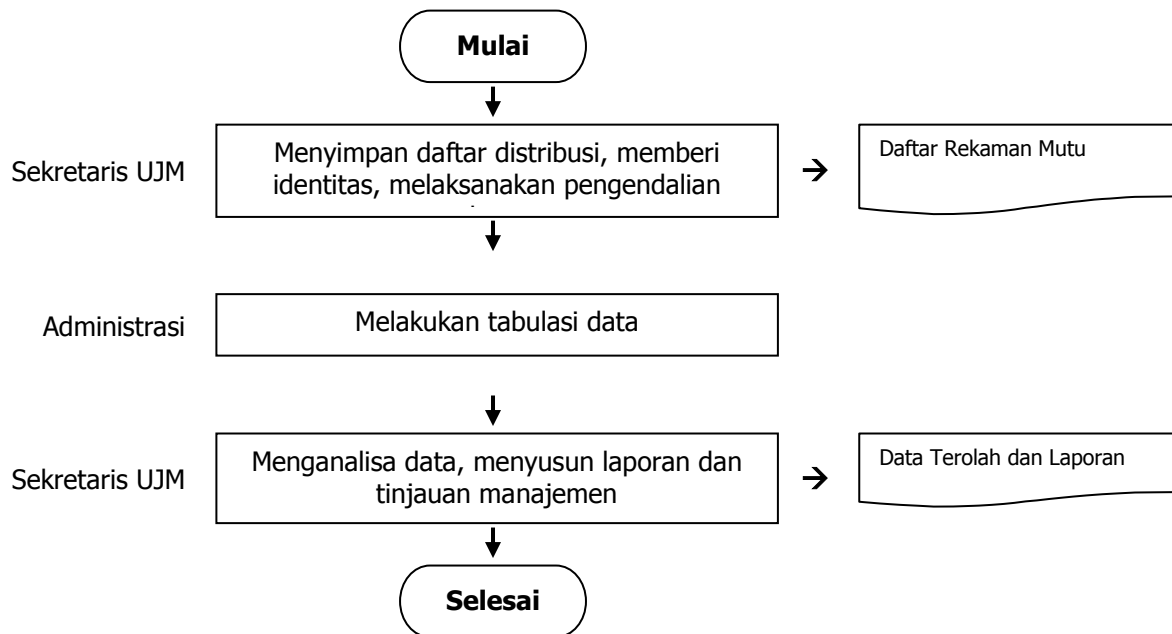 Mulai
Sekretaris UJM
Menyimpan daftar distribusi, memberi
identitas, melaksanakan pengendalian
Daftar Rekaman Mutu
Administrasi
Melakukan tabulasi data
Sekretaris UJM
Menganalisa data, menyusun laporan dan
tinjauan manajemen
Data Terolah dan Laporan
Selesai